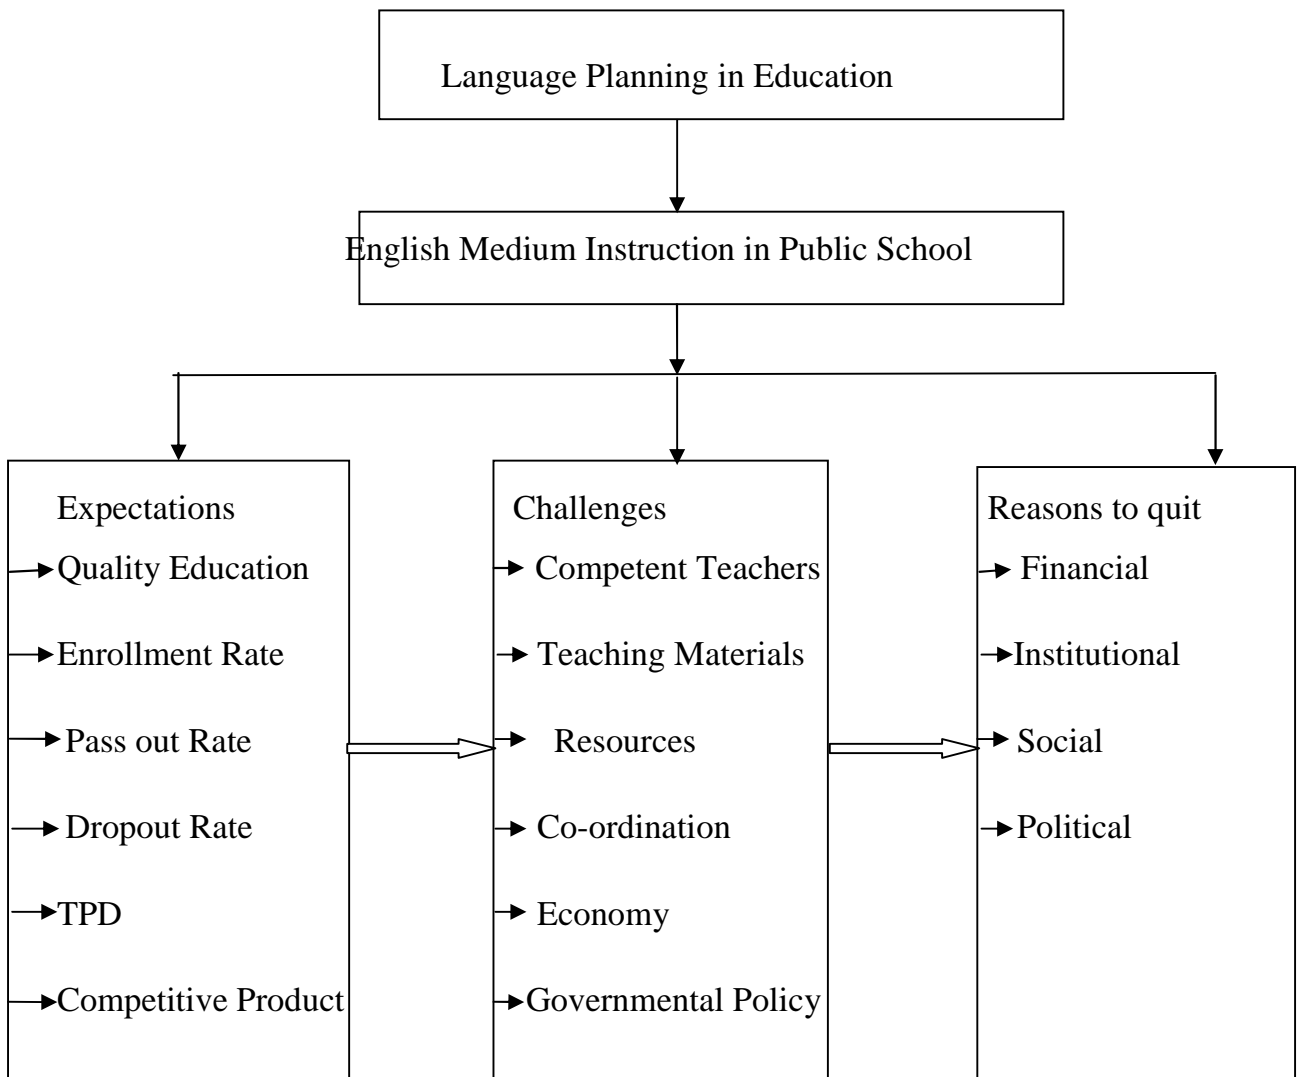 Language Planning in Education
English Medium Instruction in Public School
Expectations
Quality Education
Enrollment Rate
Pass out Rate
Dropout Rate
TPD
Competitive Product
Challenges
Competent Teachers
Teaching Materials
Resources
Co-ordination
Economy
Governmental Policy
Reasons to quit
Financial
Institutional
Social
Political